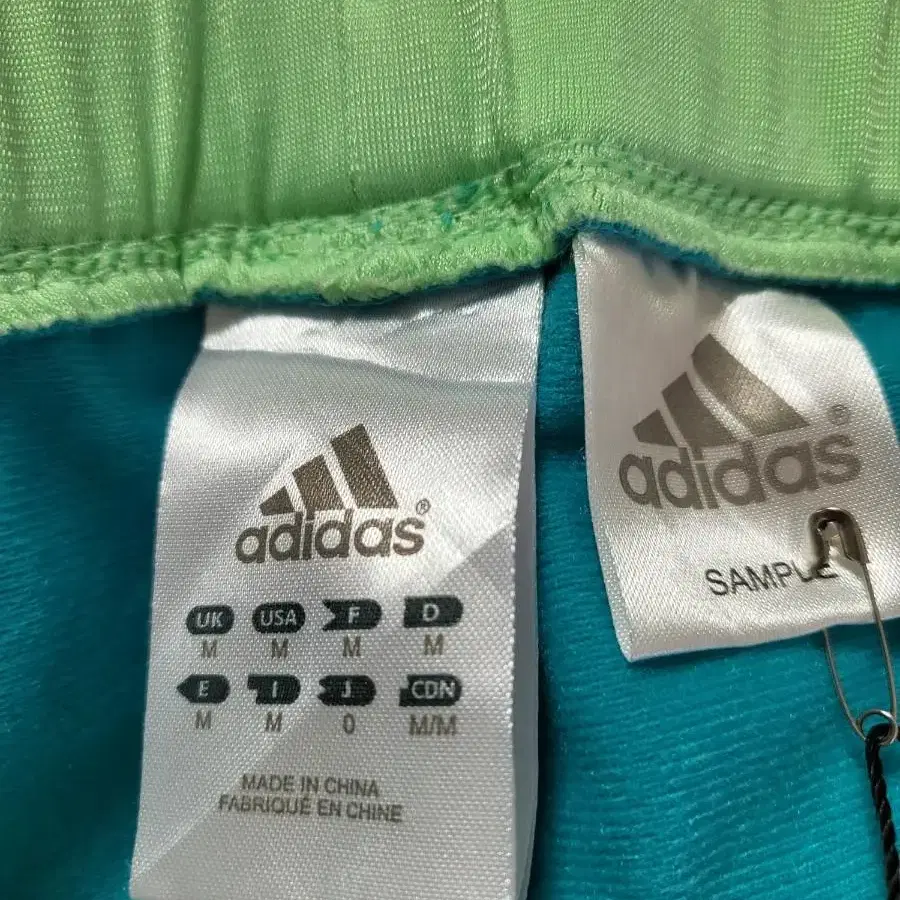 adidas®
UK USA F D
M M M M
E I J CDN
M M 0 M/M
MADE IN CHINA
FABRIQUÉ EN CHINE
adidas®
SAMPLE